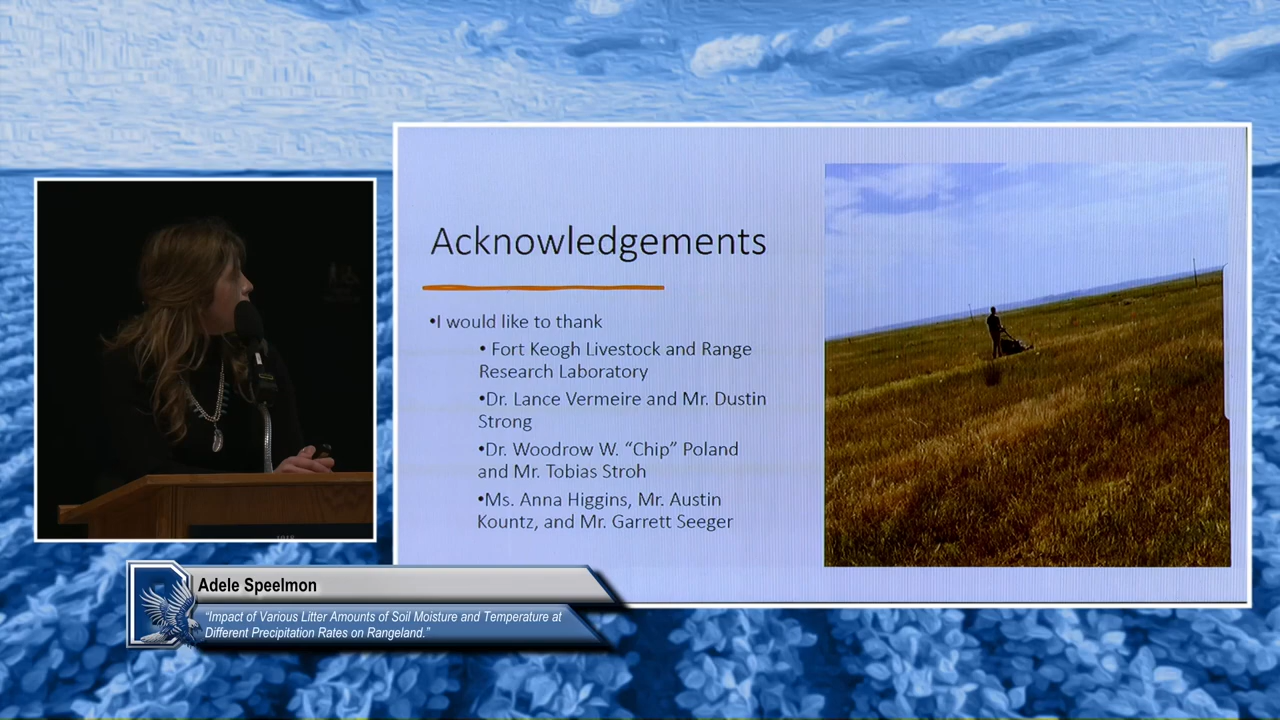 Acknowledgements
•I would like to thank
• Fort Keogh Livestock and Range
Research Laboratory
•Dr. Lance Vermeire and Mr. Dustin
Strong
•Dr. Woodrow W. “Chip” Poland
and Mr. Tobias Stroh
•Ms. Anna Higgins, Mr. Austin
Kountz, and Mr. Garrett Seeger
Adele Speelmon
“Impact of Various Litter Amounts of Soil Moisture and Temperature at
Different Precipitation Rates on Rangeland.”